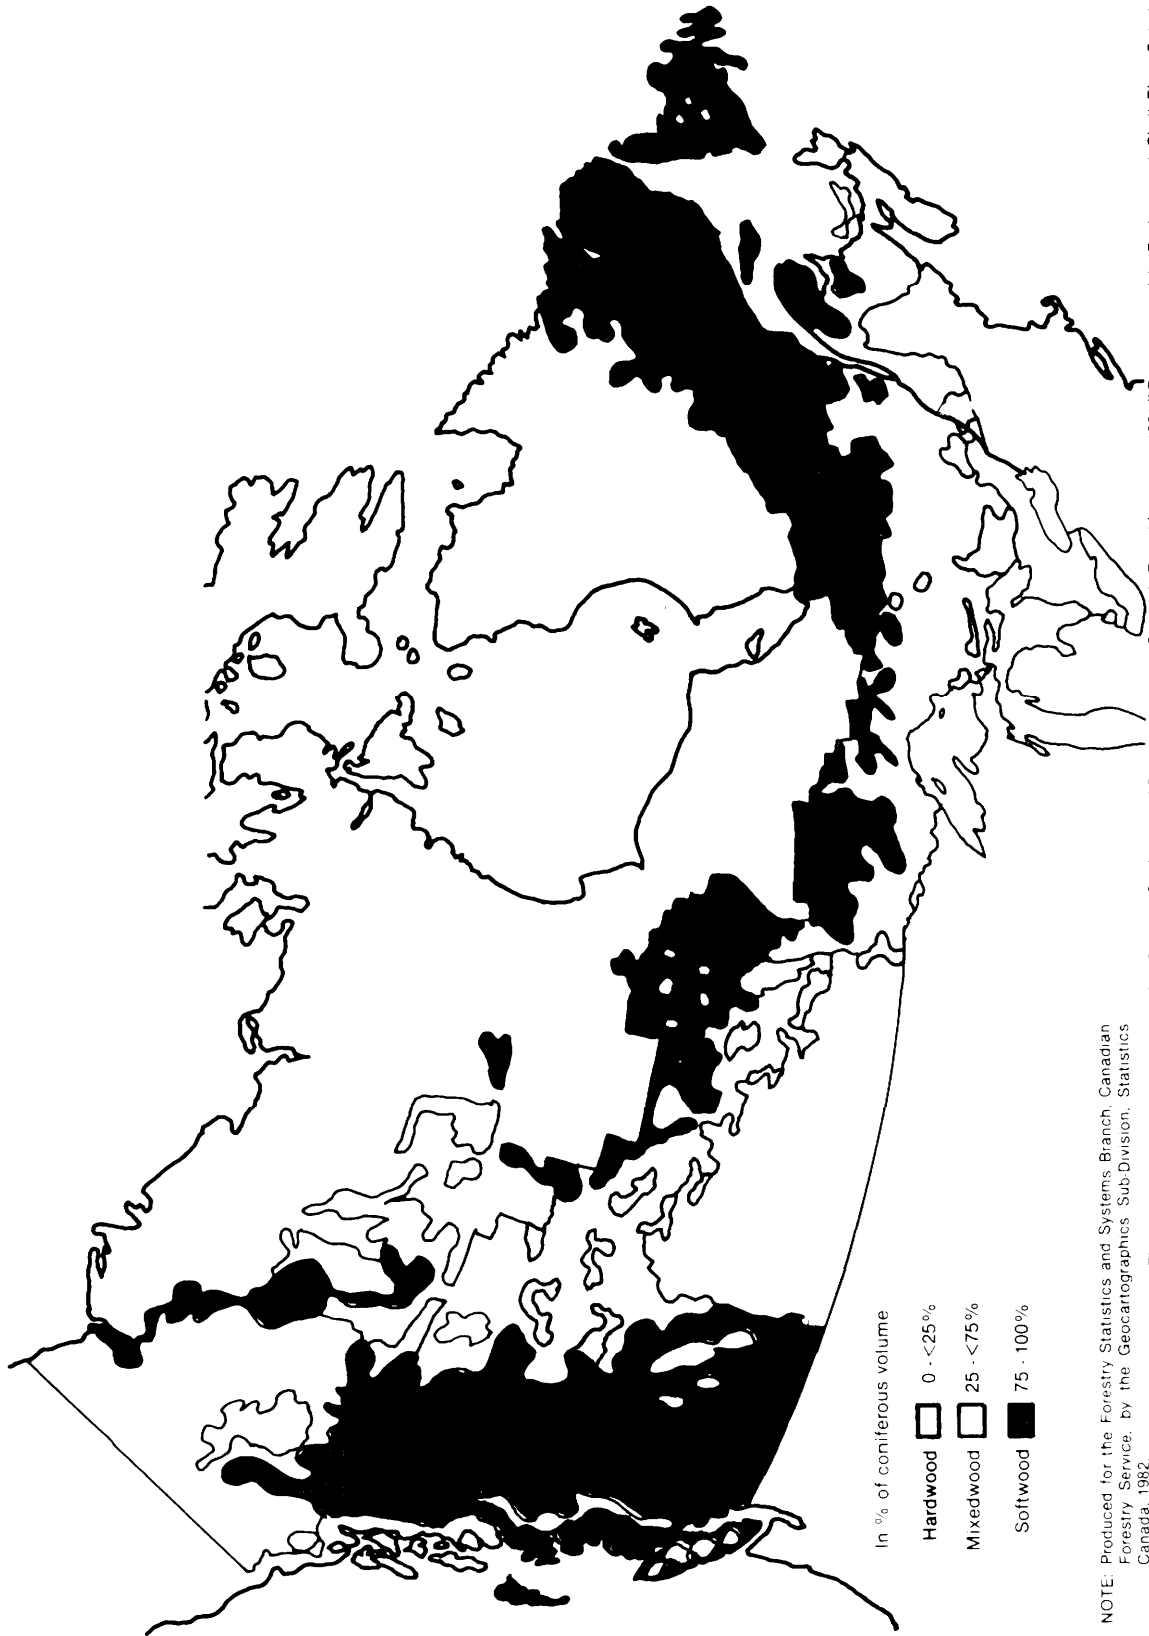 In % of coniferous volume
Hardwood 0 - <25%
Mixedwood 25 - <75%
Softwood 75 - 100%
NOTE: Produced for the Forestry Statistics and Systems Branch, Canadian
Forestry Service, by the Geocartographics Sub-Division, Statistics
Canada, 1982